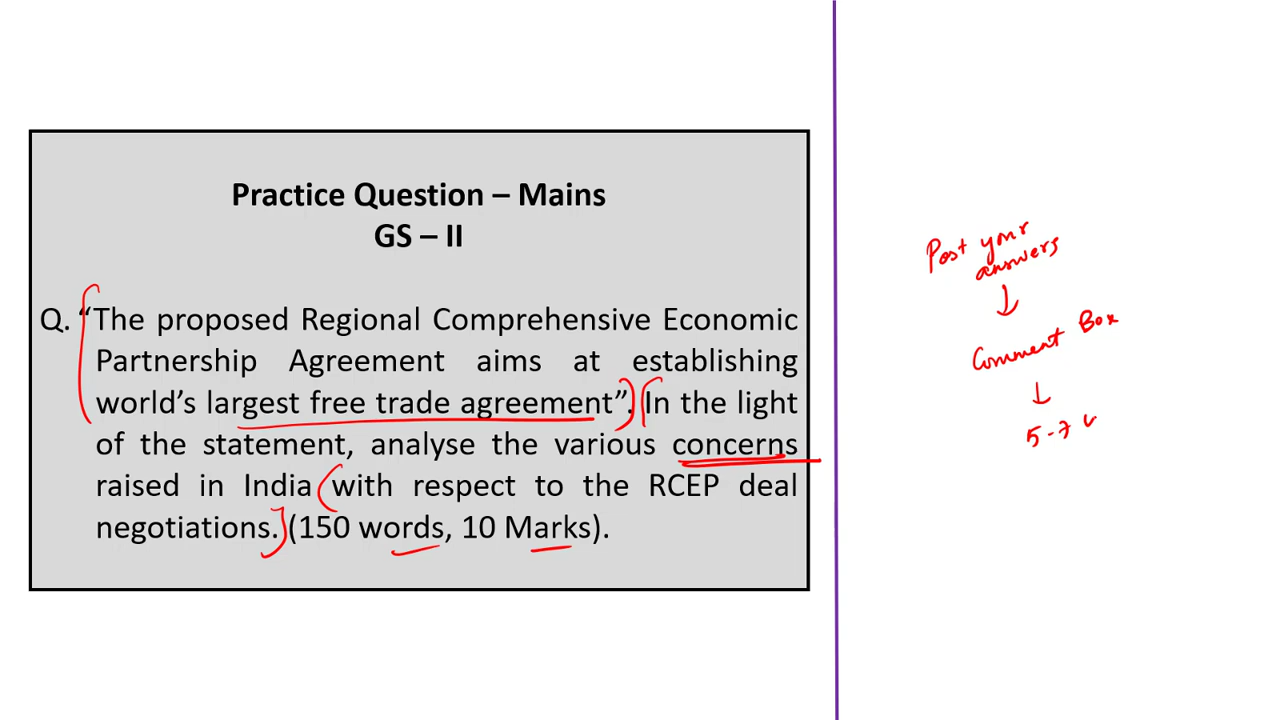 Practice Question – Mains
GS – II
Q. “The proposed Regional Comprehensive Economic
Partnership Agreement aims at establishing
world’s largest free trade agreement”. In the light
of the statement, analyse the various concerns
raised in India with respect to the RCEP deal
negotiations. (150 words, 10 Marks).
Post your
answers
Comment Box
5-7